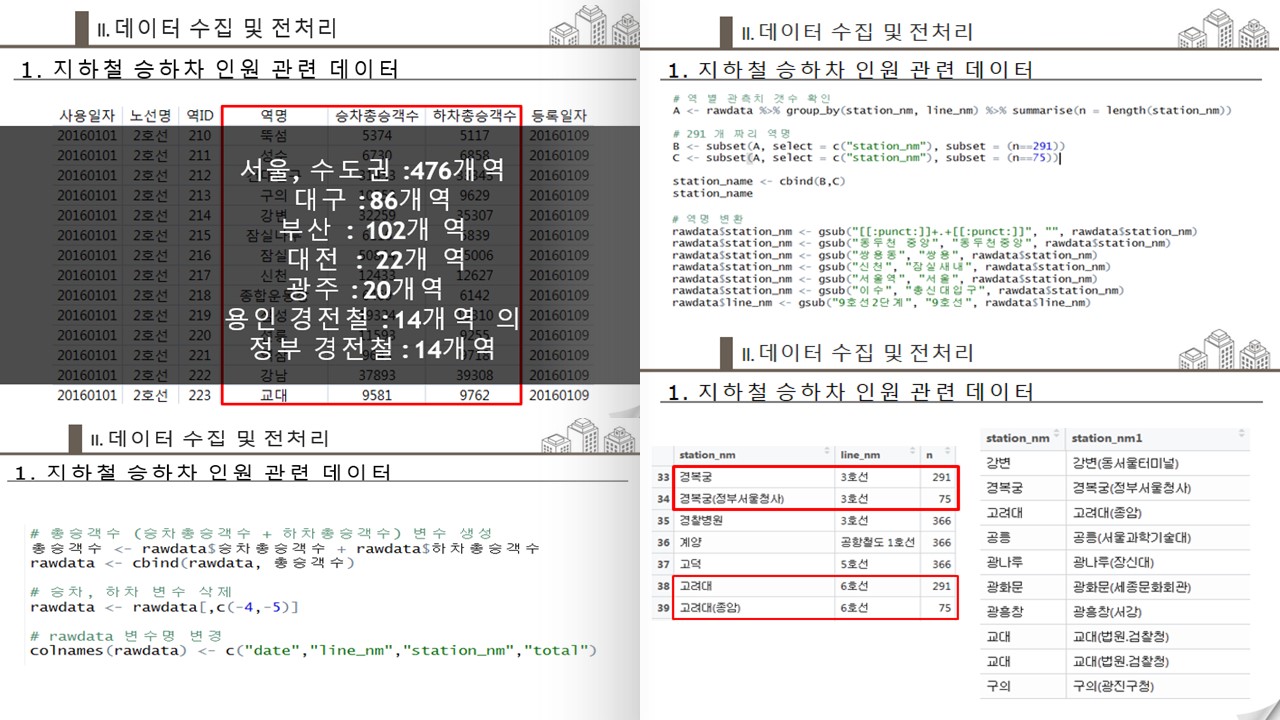 II.데이터 수집 및 전처리
1. 지하철 승하차 인원 관련 데이터
사용일자 노선명 역ID 역명 승차총승객수 하차총승객수 등록일자
20160101 2호선 210 뚝섬 5374 5117 20160109
20160101 2호선 211 성수 6730 6858 20160109
20160101 2호선 212 20160109
20160101 2호선 213 구의 9629 20160109
20160101 2호선 214 강변 32259 35307 20160109
20160101 2호선 215 20160109
20160101 2호선 216 잠실 20160109
20160101 2호선 217 신천 12433 12627 20160109
20160101 2호선 218 종합운동 6142 20160109
20160101 2호선 219 20160109
20160101 2호선 220 11593 9255 20160109
20160101 2호선 221 20160109
20160101 2호선 222 강남 37893 39308 20160109
20160101 2호선 223 교대 9581 9762 20160109
서울, 수도권 :476개역
대구 :86개역
부산 : 102개 역
대전 : 22개 역
광주 :20개역
용인 경전철 :14개역 의
정부 경전철 : 14개역
II.데이터 수집 및 전처리
1. 지하철 승하차 인원 관련 데이터
# 총승객수 (승차총승객수 + 하차총승객수) 변수 생성
총승객수 <- rawdata$승차총승객수 + rawdata$하차총승객수
rawdata <- cbind(rawdata, 총승객수)
# 승차, 하차 변수 삭제
rawdata <- rawdata[,c(-4,-5)]
# rawdata 변수명 변경
colnames(rawdata) <- c("date","line_nm","station_nm","total")
II.데이터 수집 및 전처리
1. 지하철 승하차 인원 관련 데이터
# 역 별 관측치 갯수 확인
A <- rawdata %>% group_by(station_nm, line_nm) %>% summarise(n = length(station_nm))
# 291 개 짜리 역명
B <- subset(A, select = c("station_nm"), subset = (n==291))
C <- subset(A, select = c("station_nm"), subset = (n==75))
station_name <- cbind(B,C)
station_name
# 역명 변환
rawdata$station_nm <- gsub("[[:punct:]]+.+[[:punct:]]", "", rawdata$station_nm)
rawdata$station_nm <- gsub("동두천 중앙", "동두천중앙", rawdata$station_nm)
rawdata$station_nm <- gsub("쌍용동", "쌍용", rawdata$station_nm)
rawdata$station_nm <- gsub("신천", "잠실새내", rawdata$station_nm)
rawdata$station_nm <- gsub("서울역", "서울", rawdata$station_nm)
rawdata$station_nm <- gsub("이수", "총신대입구", rawdata$station_nm)
rawdata$line_nm <- gsub("9호선2단계", "9호선", rawdata$line_nm)
II.데이터 수집 및 전처리
1. 지하철 승하차 인원 관련 데이터
station_nm line_nm n
33 경복궁 3호선 291
34 경복궁(정부서울청사) 3호선 75
35 경찰병원 3호선 366
36 계양 공항철도 1호선 366
37 고덕 5호선 366
38 고려대 6호선 291
39 고려대(종암) 6호선 75
station_nm station_nm1
강변 강변(동서울터미널)
경복궁 경복궁(정부서울청사)
고려대 고려대(종암)
공릉 공릉(서울과학기술대)
광나루 광나루(장신대)
광화문 광화문(세종문화회관)
광흥창 광흥창(서강)
교대 교대(법원.검찰청)
교대 교대(법원.검찰청)
구의 구의(광진구청)